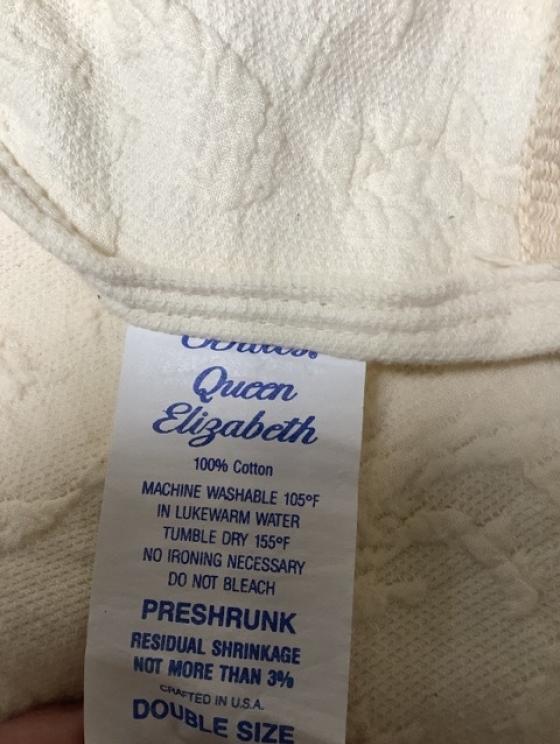 Queen
Elizabeth
100% Cotton
MACHINE WASHABLE 105°F
IN LUKEWARM WATER
TUMBLE DRY 155°F
NO IRONING NECESSARY
DO NOT BLEACH
PRESHRUNK
RESIDUAL SHRINKAGE
NOT MORE THAN 3%
CRAFTED IN U.S.A.
DOUBLE SIZE